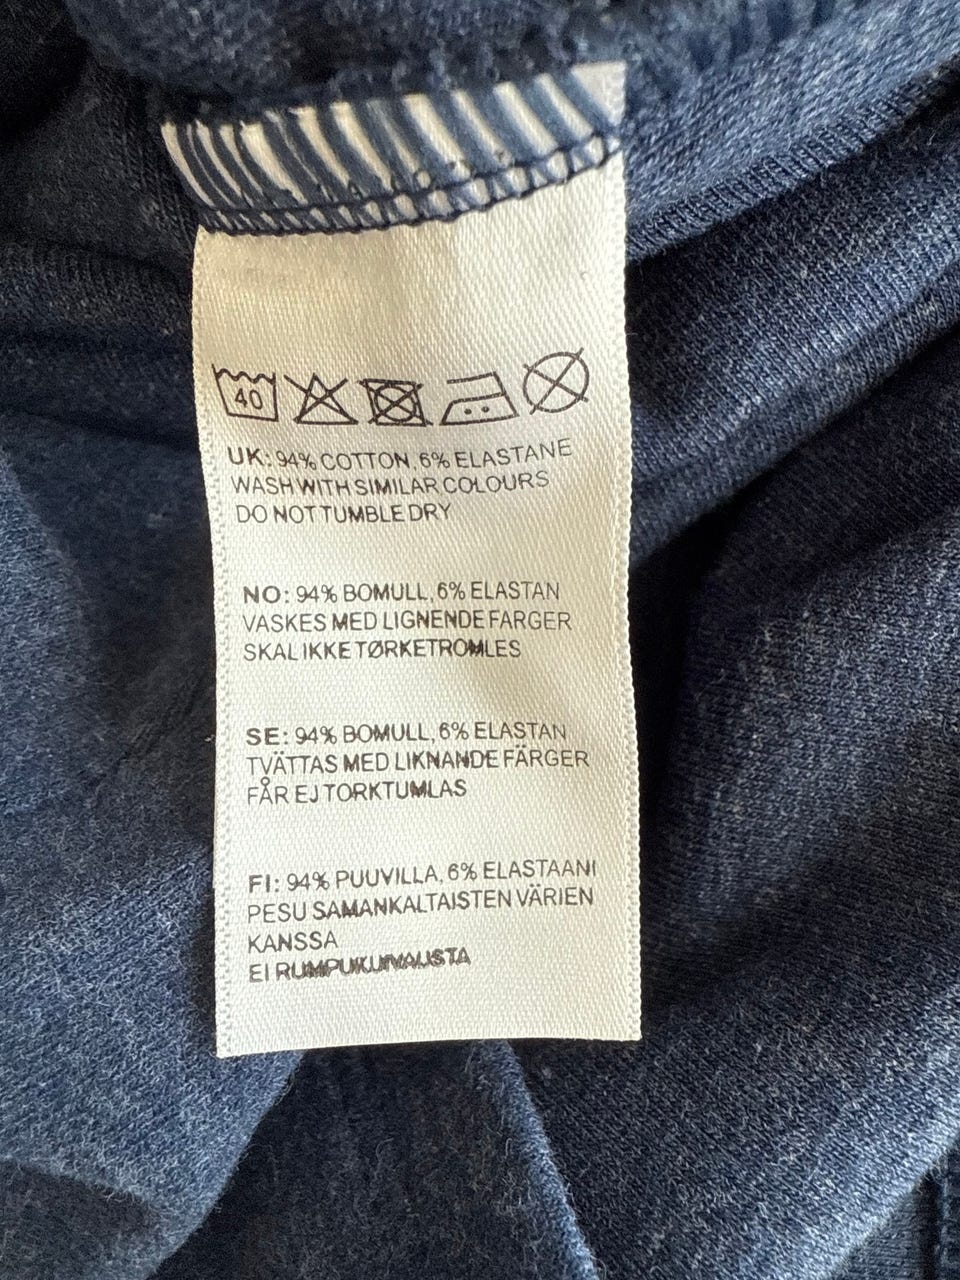 40
UK: 94% COTTON, 6% ELASTANE
WASH WITH SIMILAR COLOURS
DO NOT TUMBLE DRY
NO: 94% BOMULL, 6% ELASTAN
VASKES MED LIGNENDE FARGER
SKAL IKKE TØRKETROMLES
SE: 94% BOMULL, 6% ELASTAN
TVÄTTAS MED LIKNANDE FÄRGER
FÅR EJ TORKTUMLAS
FI: 94% PUUVILLA, 6% ELASTAANI
PESU SAMANKALTAISTEN VÄRIEN
KANSSA
EI RUMPUKUIVAUSTA